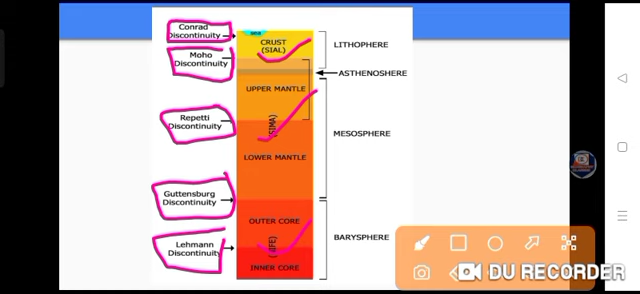 Conrad
Discontinuity
Moho
Discontinuity
Repetti
Discontinuity
Guttensburg
Discontinuity
Lehmann
Discontinuity
CRUST
(SIAL)
UPPER MANTLE
(SIMA)
LOWER MANTLE
OUTER CORE
INNER CORE
LITHOPHERE
ASTHENOSHERE
MESOSPHERE
BARYSPHERE
DU RECORDER